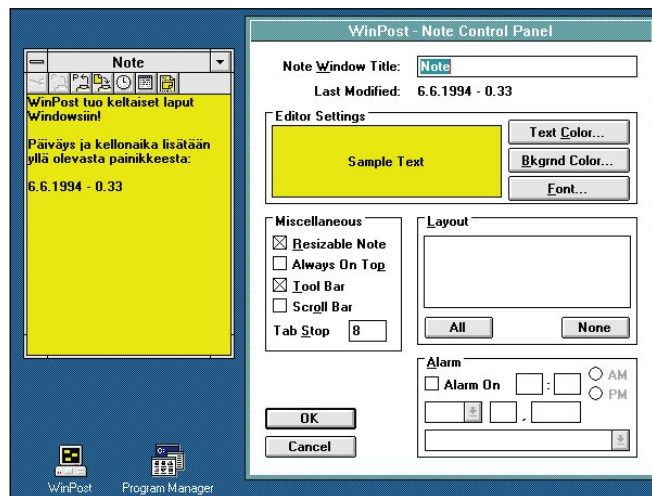 Note
WinPost tuo keltaiset laput
Windowsiin!
Päiväys ja kellonaika lisätään
yllä olevasta painikkeesta:
6.6.1994 - 0.33
WinPost
Program Manager
WinPost - Note Control Panel
Note Window Title: Note
Last Modified: 6.6.1994 - 0.33
Editor Settings
Sample Text
Text Color...
Bkgrnd Color...
Font...
Miscellaneous
Resizable Note
Always On Top
Tool Bar
Scroll Bar
Tab Stop 8
Layout
All None
Alarm
Alarm On : AM
PM
,
OK
Cancel